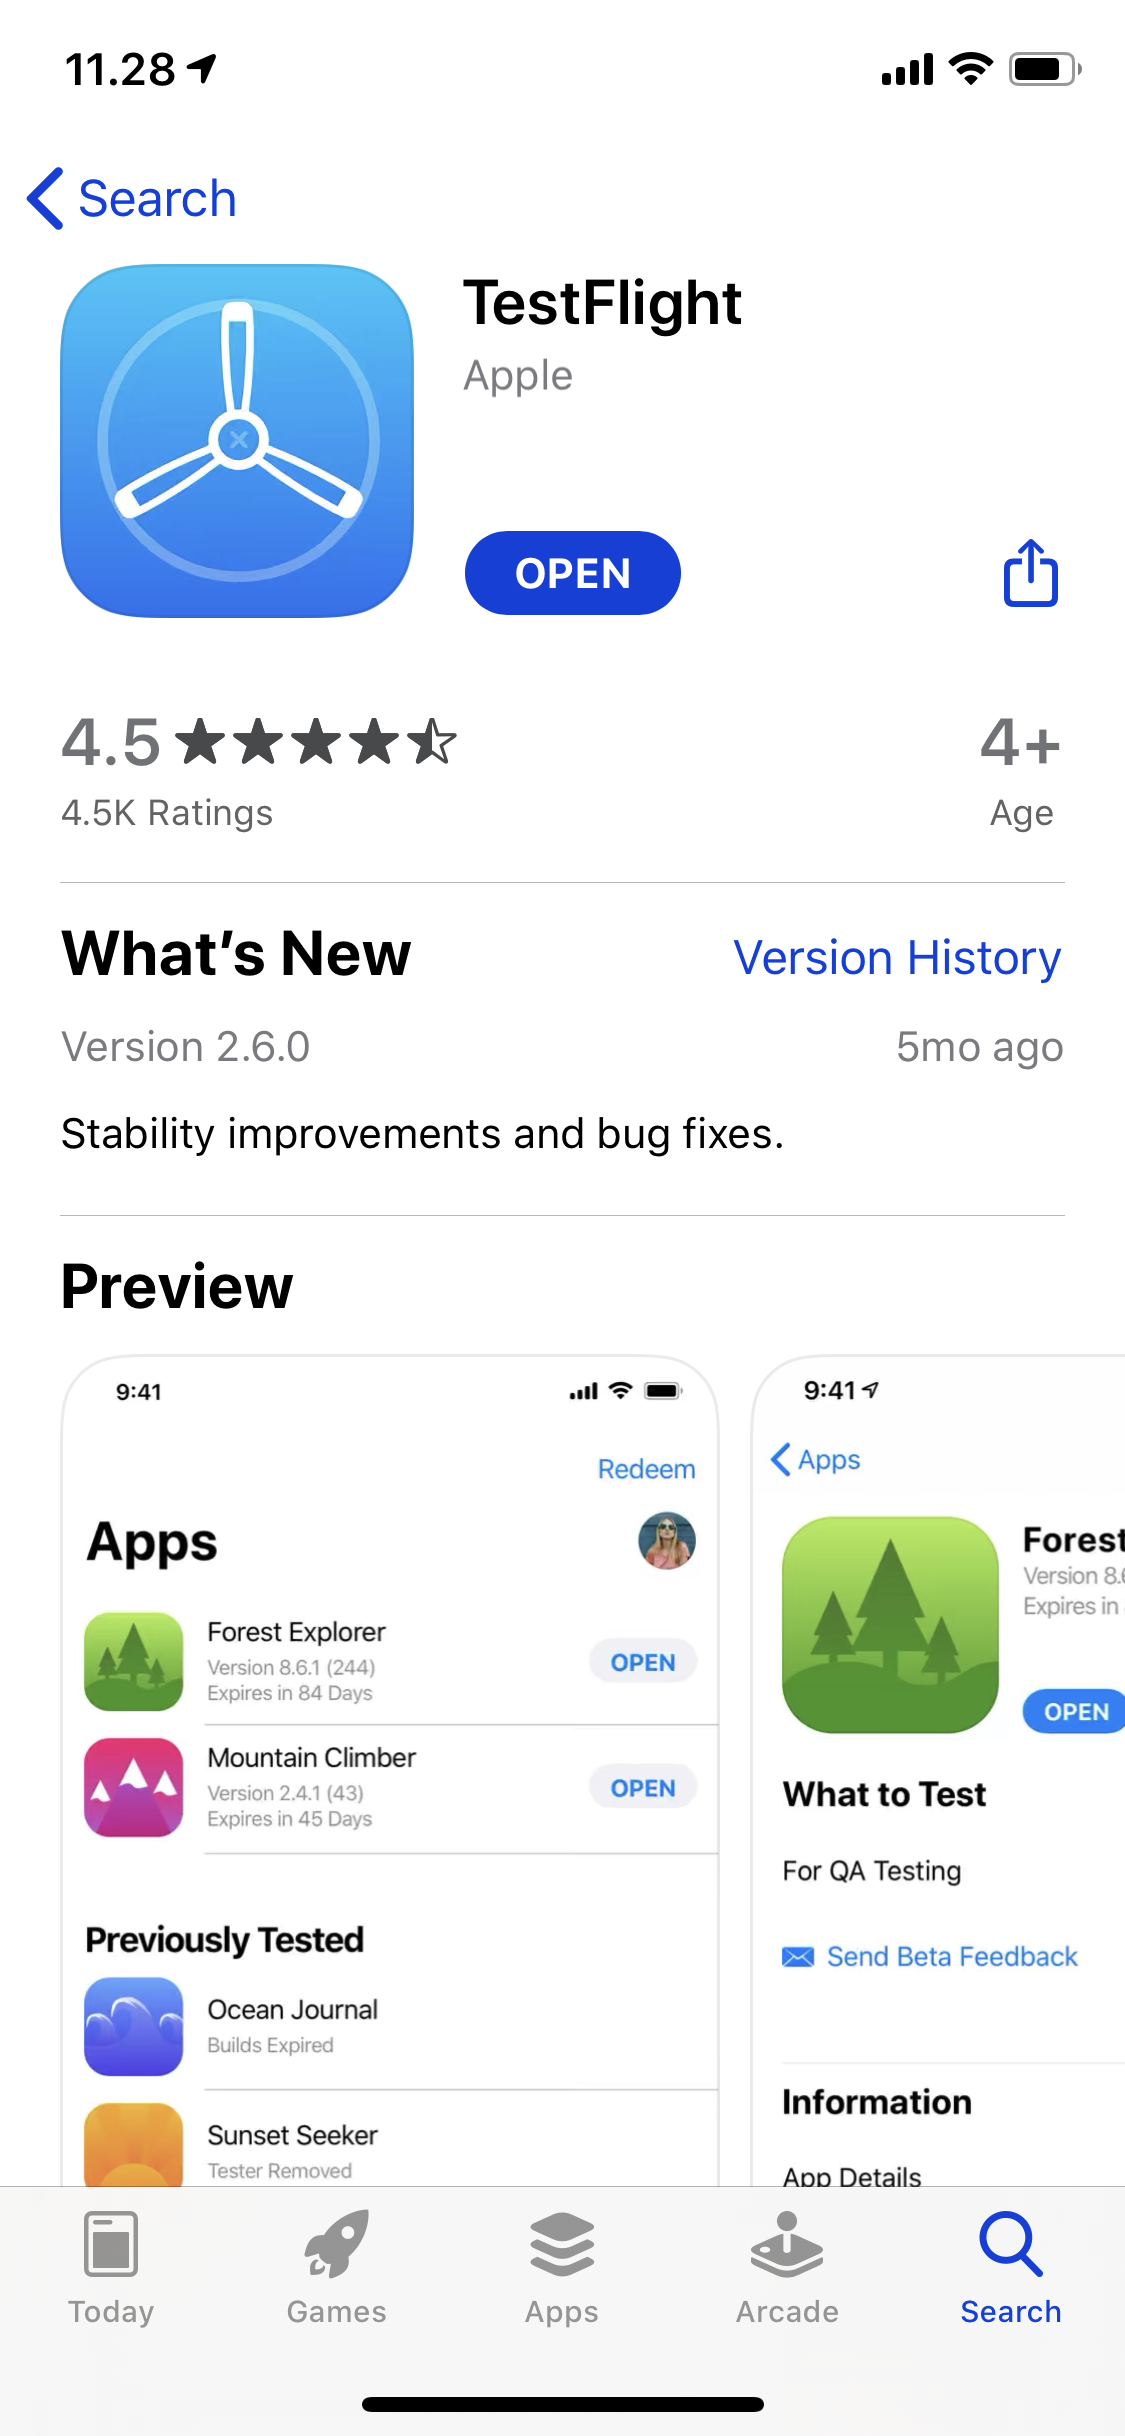 11.28
Search
TestFlight
Apple
OPEN
4.5
4+
4.5K Ratings
Age
What's New
Version History
Version 2.6.0
5mo ago
Stability improvements and bug fixes.
Preview
9:41
Redeem
Apps
Forest Explorer
Version 8.6.1 (244)
Expires in 84 Days
OPEN
Mountain Climber
Version 2.4.1 (43)
Expires in 45 Days
OPEN
Previously Tested
Ocean Journal
Builds Expired
Sunset Seeker
Tester Removed
9:41
Apps
Forest
Version 8.6
Expires in
OPEN
What to Test
For QA Testing
Send Beta Feedback
Information
App Details
Today
Games
Apps
Arcade
Search